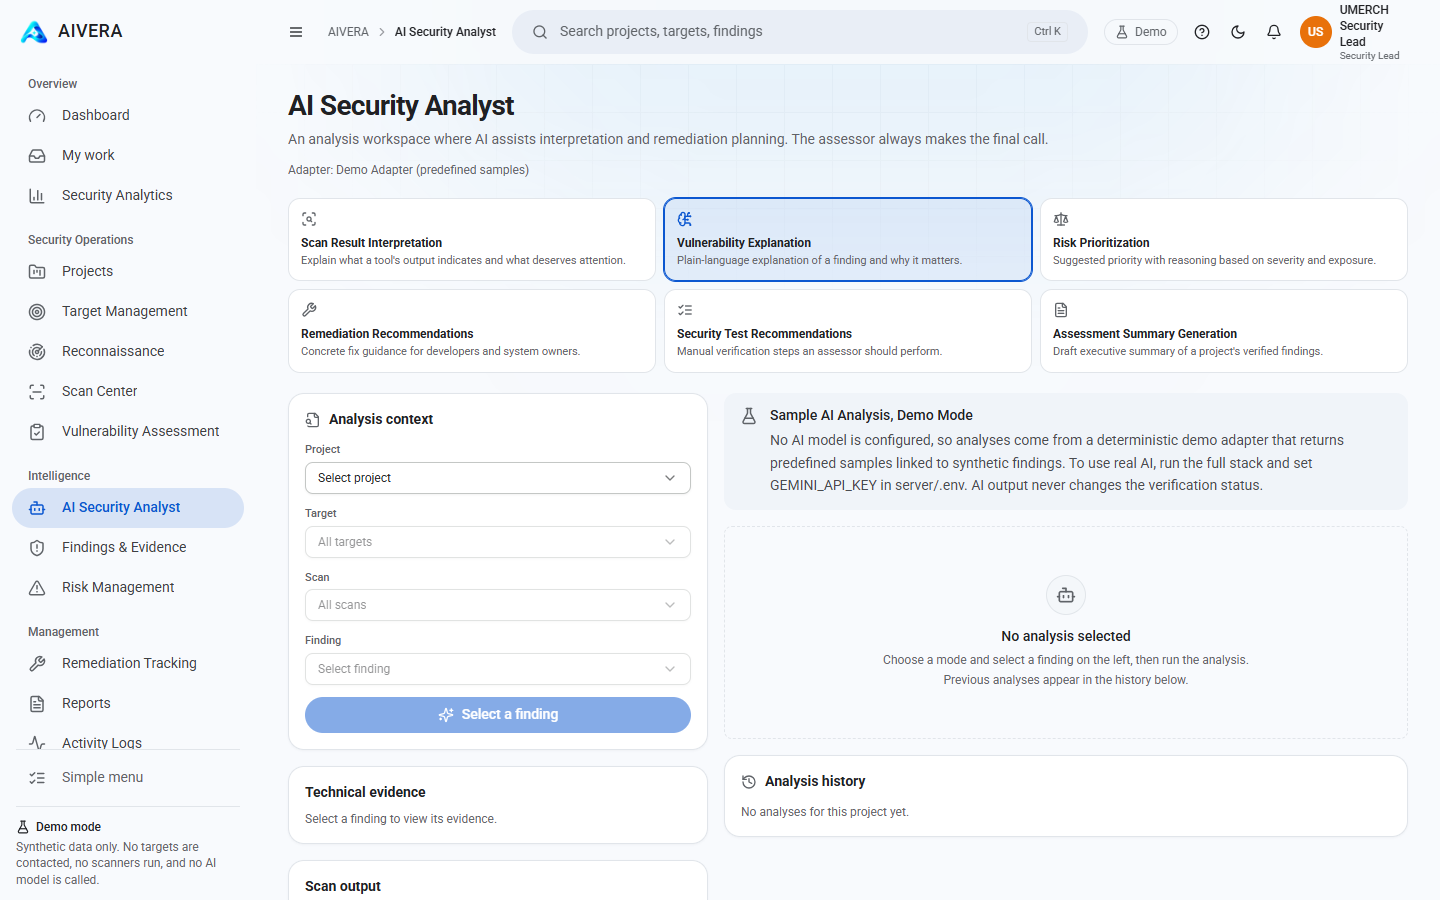 AIVERA
AIVERA > AI Security Analyst
Search projects, targets, findings
Ctrl K
Demo
US
UMERCH
Security
Lead
Security Lead
Overview
Dashboard
My work
Security Analytics
Security Operations
Projects
Target Management
Reconnaissance
Scan Center
Vulnerability Assessment
Intelligence
AI Security Analyst
Findings & Evidence
Risk Management
Management
Remediation Tracking
Reports
Activity Logs
Simple menu
Demo mode
Synthetic data only. No targets are
contacted, no scanners run, and no AI
model is called.
AI Security Analyst
An analysis workspace where AI assists interpretation and remediation planning. The assessor always makes the final call.
Adapter: Demo Adapter (predefined samples)
Scan Result Interpretation
Explain what a tool's output indicates and what deserves attention.
Vulnerability Explanation
Plain-language explanation of a finding and why it matters.
Risk Prioritization
Suggested priority with reasoning based on severity and exposure.
Remediation Recommendations
Concrete fix guidance for developers and system owners.
Security Test Recommendations
Manual verification steps an assessor should perform.
Assessment Summary Generation
Draft executive summary of a project's verified findings.
Analysis context
Project
Select project
Target
All targets
Scan
All scans
Finding
Select finding
Select a finding
Technical evidence
Select a finding to view its evidence.
Scan output
Sample AI Analysis, Demo Mode
No AI model is configured, so analyses come from a deterministic demo adapter that returns
predefined samples linked to synthetic findings. To use real AI, run the full stack and set
GEMINI_API_KEY in server/.env. AI output never changes the verification status.
No analysis selected
Choose a mode and select a finding on the left, then run the analysis.
Previous analyses appear in the history below.
Analysis history
No analyses for this project yet.